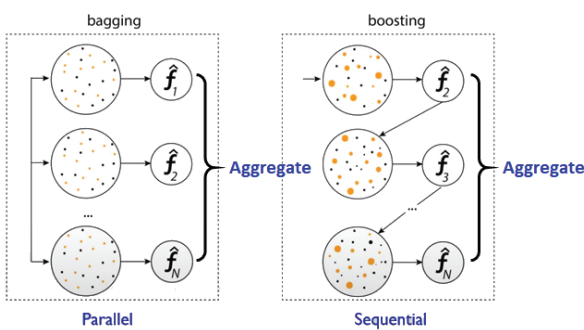 bagging
f̂1
f̂2
...
f̂N
Aggregate
Parallel
boosting
f̂2
f̂3
...
f̂N
Aggregate
Sequential